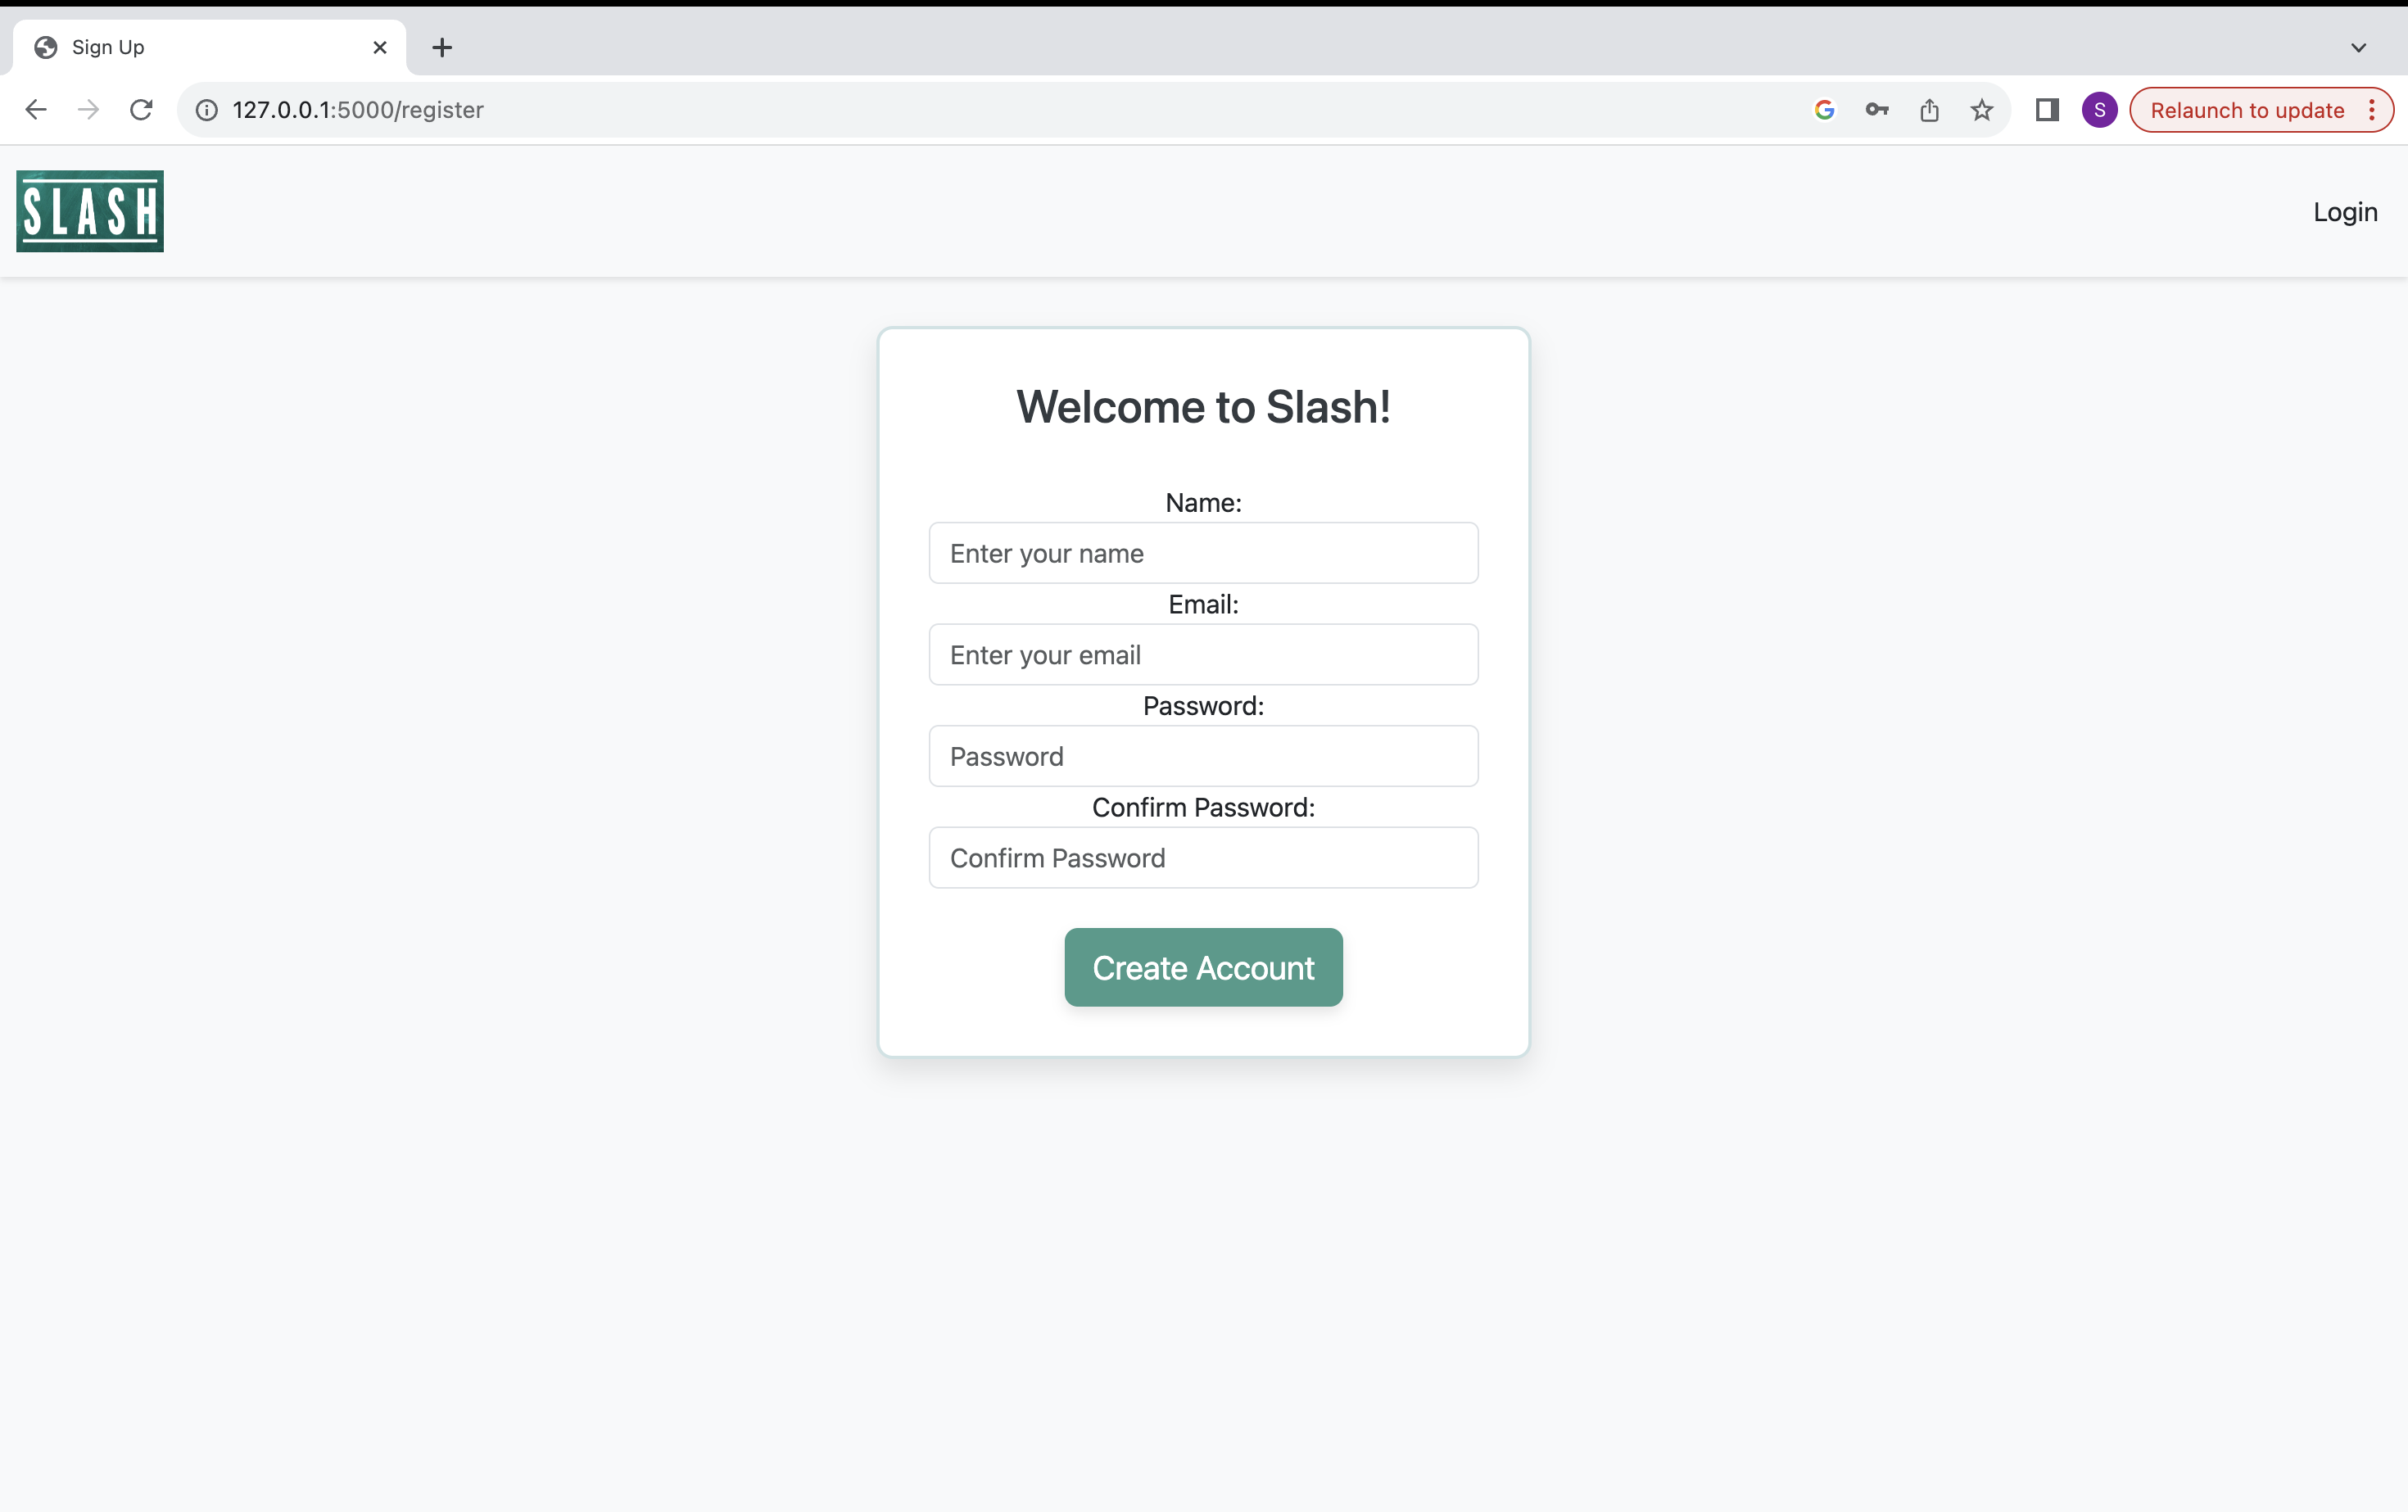 Sign Up
127.0.0.1:5000/register
S
Relaunch to update
SLASH
Login
Welcome to Slash!
Name:
Enter your name
Email:
Enter your email
Password:
Password
Confirm Password:
Confirm Password
Create Account